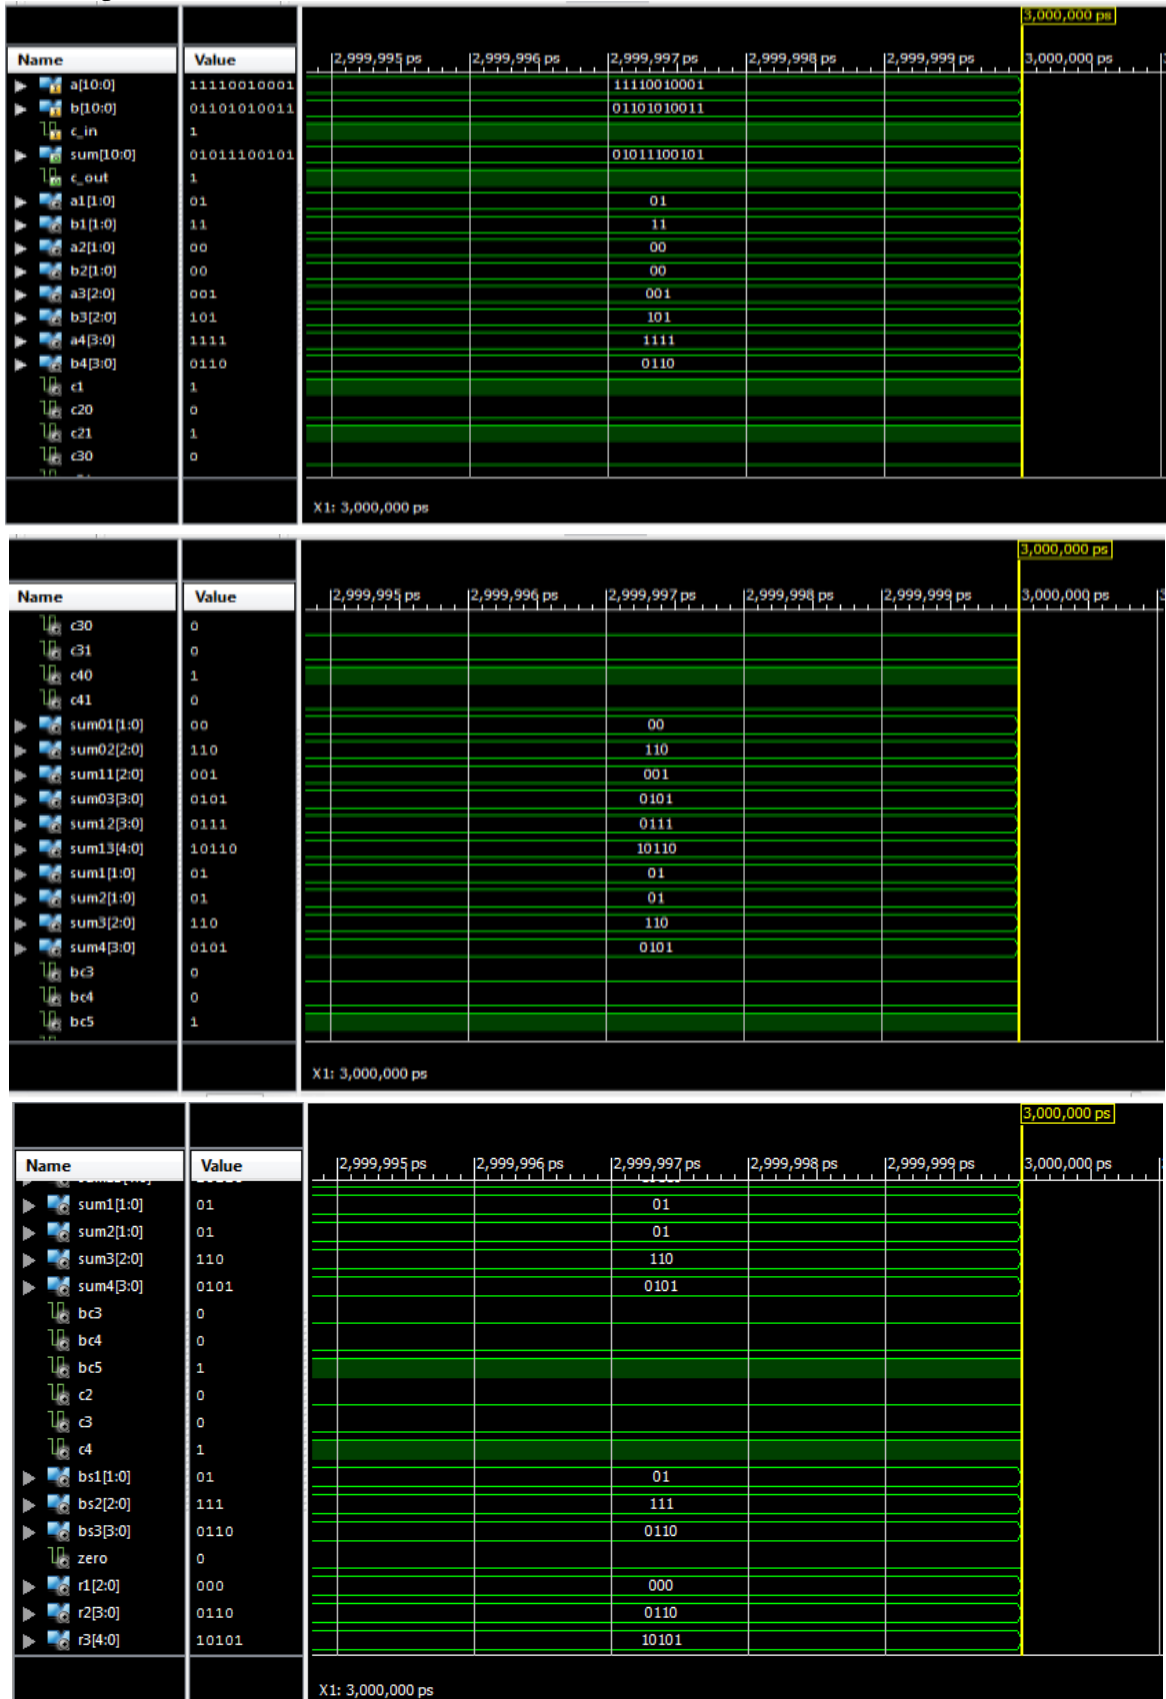 3,000,000 ps
Name Value 2,999,995 ps 2,999,996 ps 2,999,997 ps 2,999,998 ps 2,999,999 ps 3,000,000 ps
a[10:0] 11110010001 11110010001
b[10:0] 01101010011 01101010011
c_in 1
sum[10:0] 01011100101 01011100101
c_out 1
a1[1:0] 01 01
b1[1:0] 11 11
a2[1:0] 00 00
b2[1:0] 00 00
a3[2:0] 001 001
b3[2:0] 101 101
a4[3:0] 1111 1111
b4[3:0] 0110 0110
c1 1
c20 0
c21 1
c30 0
X1: 3,000,000 ps
3,000,000 ps
Name Value 2,999,995 ps 2,999,996 ps 2,999,997 ps 2,999,998 ps 2,999,999 ps 3,000,000 ps
c30 0
c31 0
c40 1
c41 0
sum01[1:0] 00 00
sum02[2:0] 110 110
sum11[2:0] 001 001
sum03[3:0] 0101 0101
sum12[3:0] 0111 0111
sum13[4:0] 10110 10110
sum1[1:0] 01 01
sum2[1:0] 01 01
sum3[2:0] 110 110
sum4[3:0] 0101 0101
bc3 0
bc4 0
bc5 1
X1: 3,000,000 ps
3,000,000 ps
Name Value 2,999,995 ps 2,999,996 ps 2,999,997 ps 2,999,998 ps 2,999,999 ps 3,000,000 ps
sum1[1:0] 01 01
sum2[1:0] 01 01
sum3[2:0] 110 110
sum4[3:0] 0101 0101
bc3 0
bc4 0
bc5 1
c2 0
c3 0
c4 1
bs1[1:0] 01 01
bs2[2:0] 111 111
bs3[3:0] 0110 0110
zero 0
r1[2:0] 000 000
r2[3:0] 0110 0110
r3[4:0] 10101 10101
X1: 3,000,000 ps